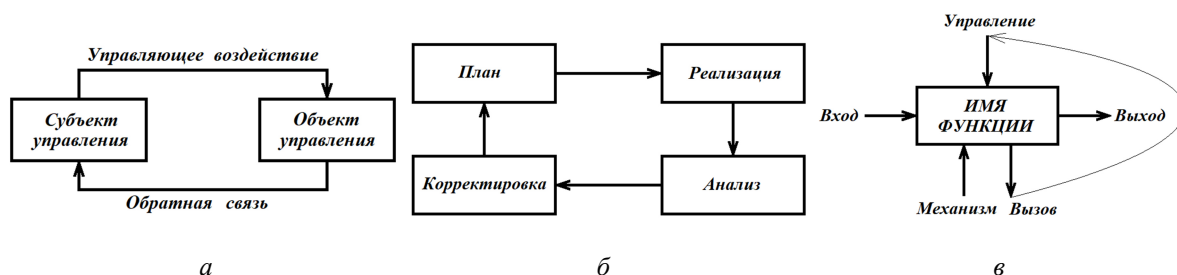 Управляющее воздействие
Субъект
управления
Объект
управления
Обратная связь
а
План
Реализация
Корректировка
Анализ
б
Управление
Вход
ИМЯ
ФУНКЦИИ
Выход
Механизм
Вызов
в